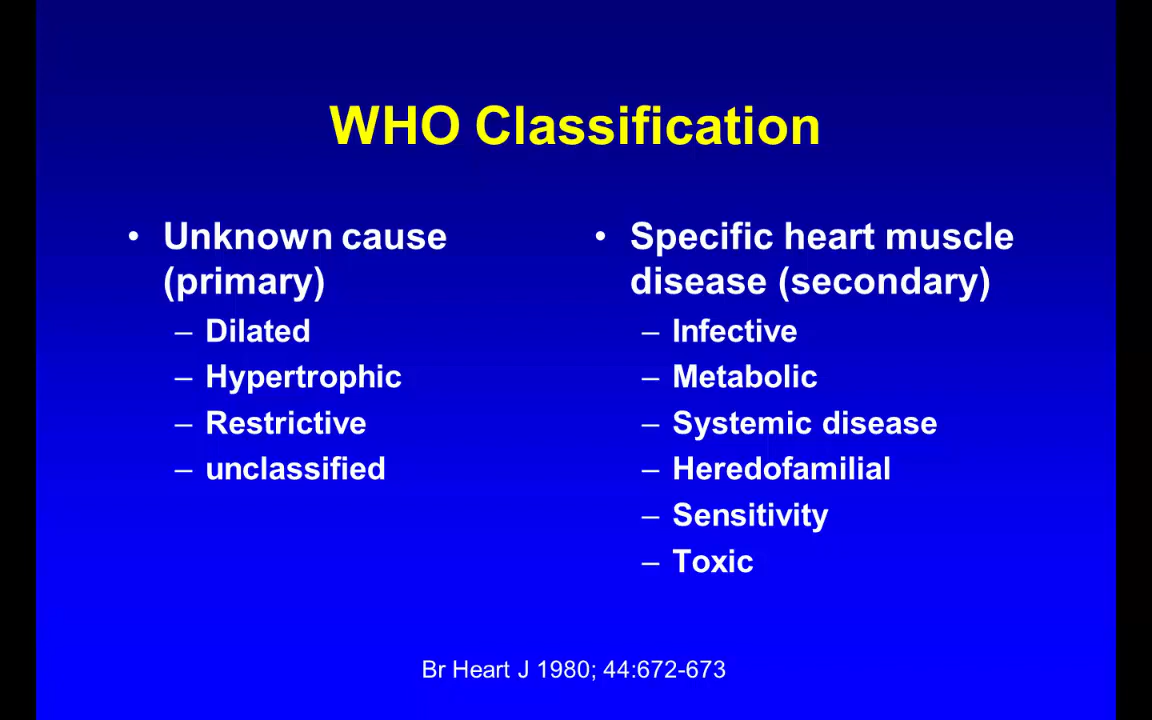 WHO Classification
• Unknown cause
(primary)
– Dilated
– Hypertrophic
– Restrictive
– unclassified
• Specific heart muscle
disease (secondary)
– Infective
– Metabolic
– Systemic disease
– Heredofamilial
– Sensitivity
– Toxic
Br Heart J 1980; 44:672-673